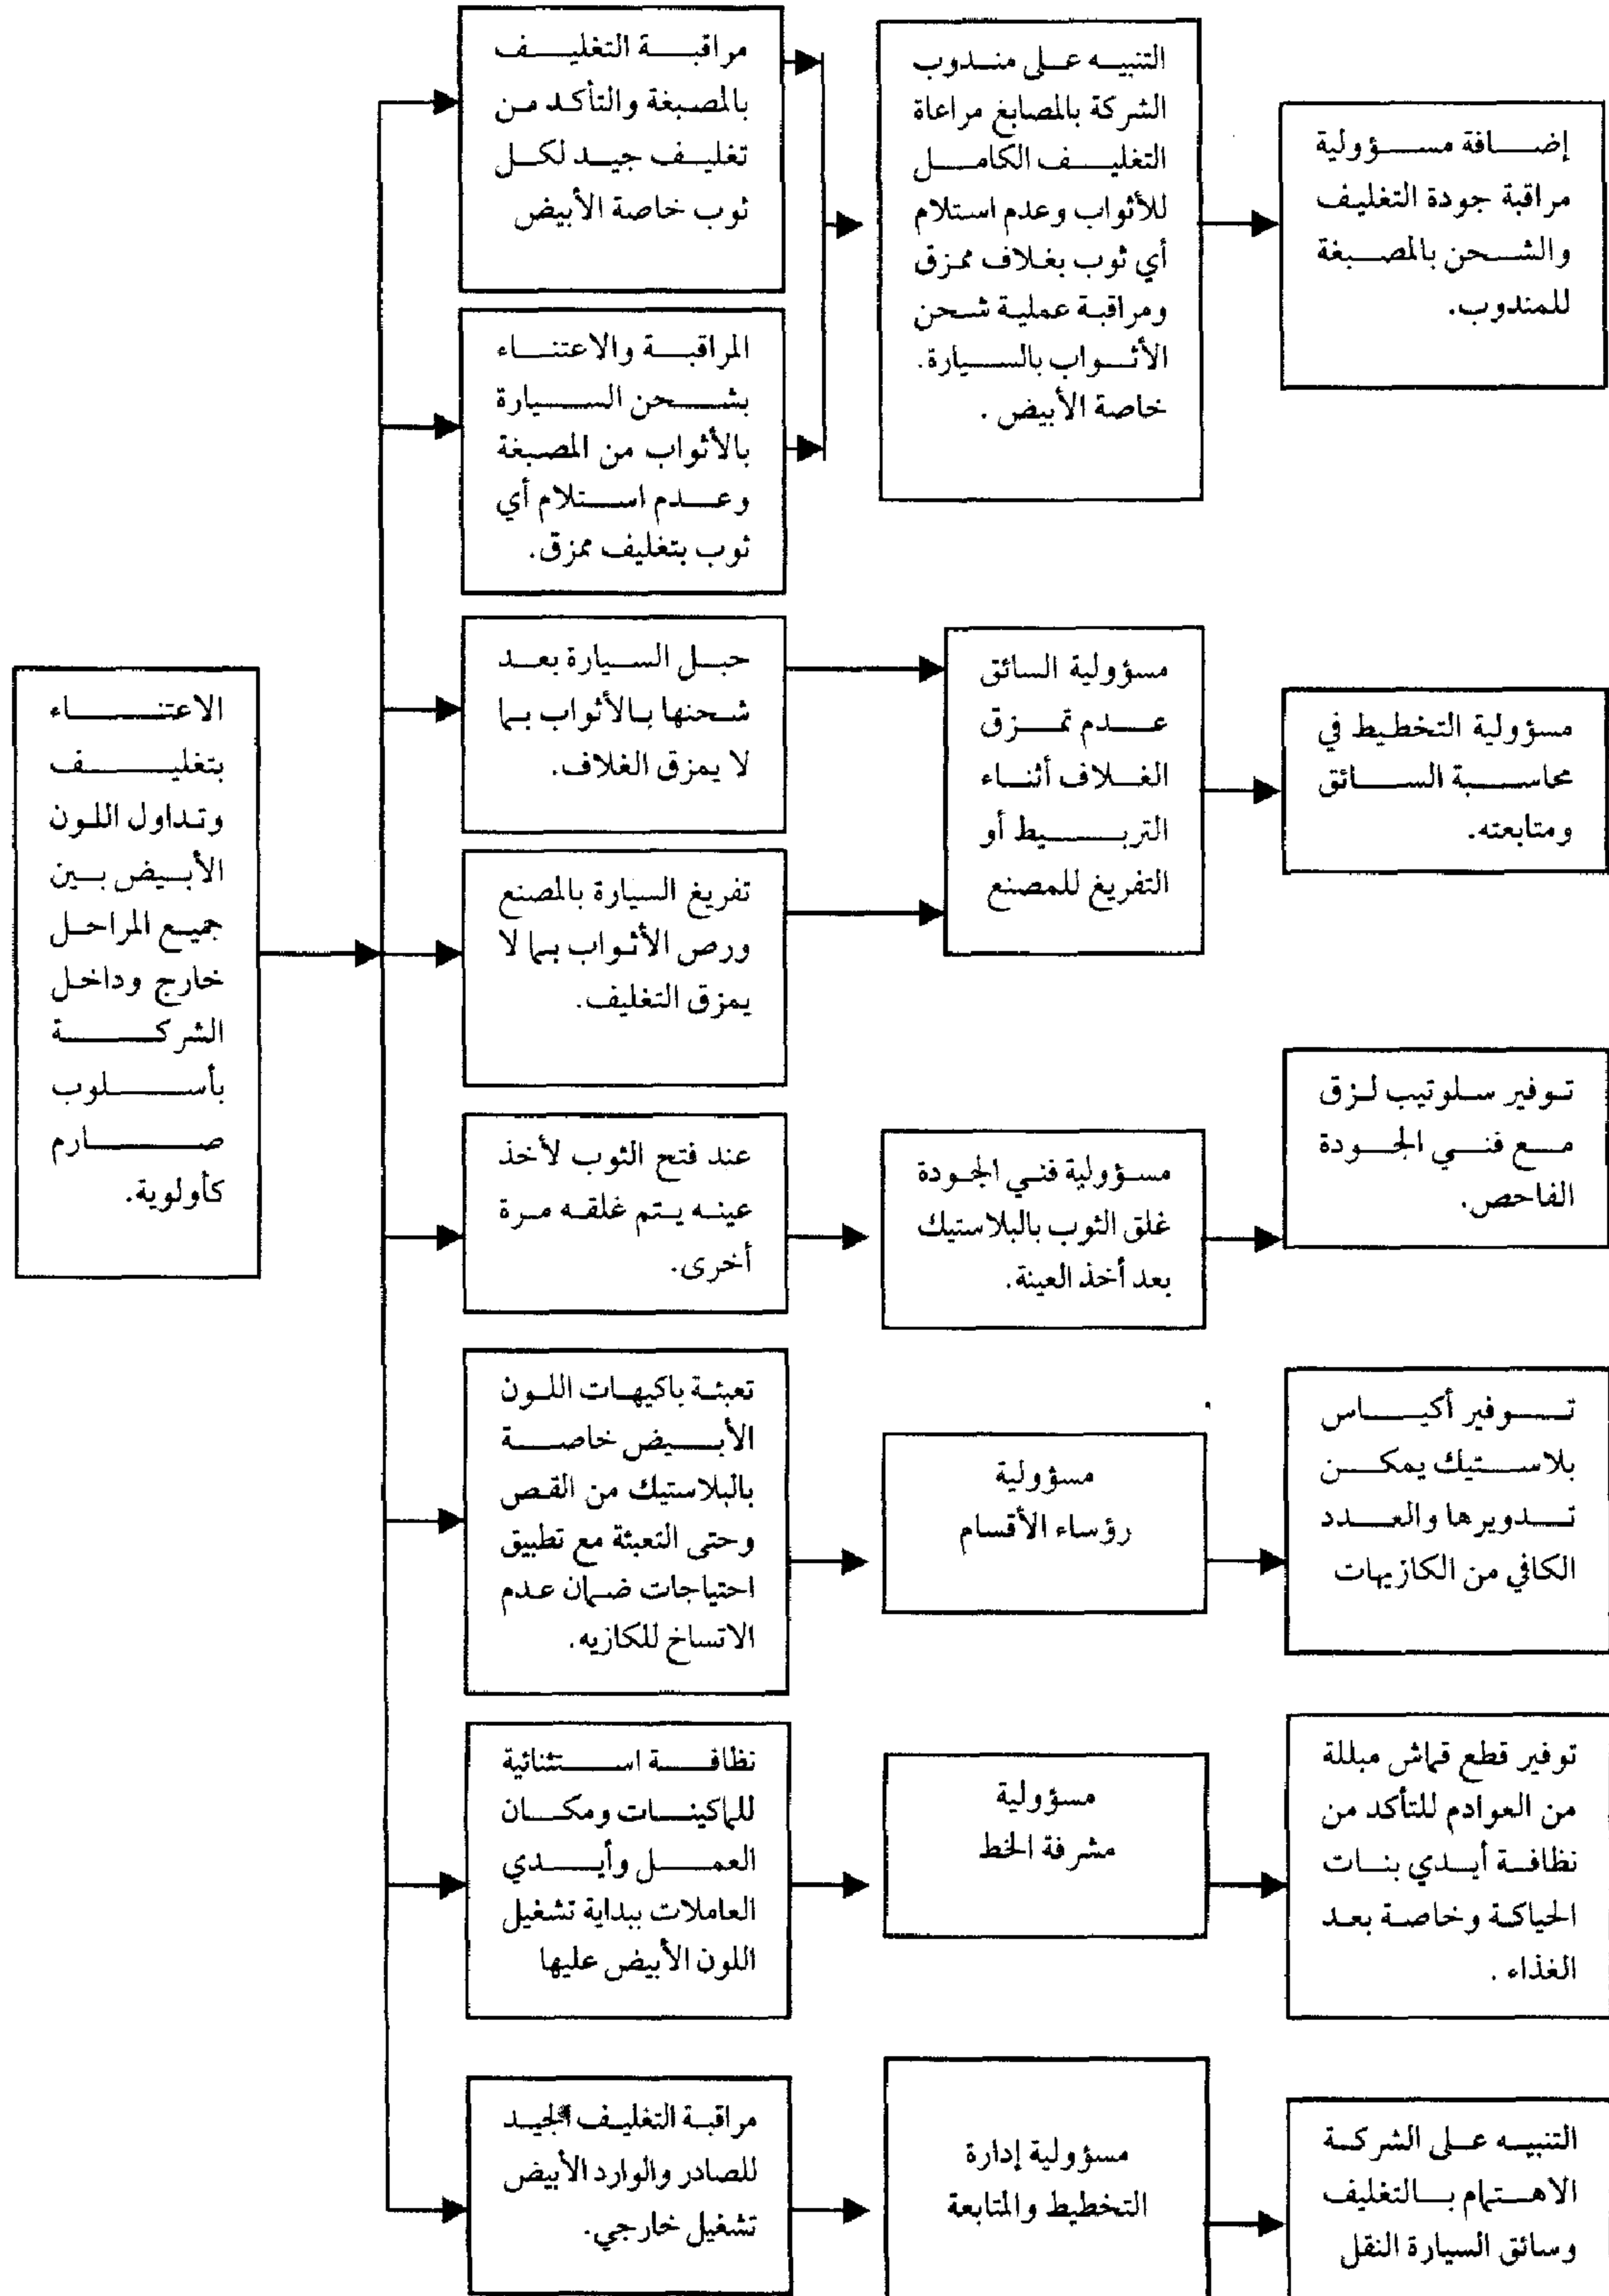 الاعتناء
بتغليف
وتداول اللون
الأبيض بين
جميع المراحل
خارج وداخل
الشركة
بأسلوب
صارم
كأولوية.
مراقبة التغليف
بالمصبغة والتأكد من
تغليف جيد لكل
ثوب خاصة الأبيض
المراقبة والاعتناء
بشحن السيارة
بالأثواب من المصبغة
وعدم استلام أي
ثوب بتغليف ممزق.
التنبيه على مندوب
الشركة بالمصابغ مراعاة
التغليف الكامل
للأثواب وعدم استلام
أي ثوب بغلاف ممزق
ومراقبة عملية شحن
الأثواب بالسيارة.
خاصة الأبيض .
إضافة مسؤولية
مراقبة جودة التغليف
والشحن بالمصبغة
للمندوب.
حبل السيارة بعد
شحنها بالأثواب بما
لا يمزق الغلاف.
تفريغ السيارة بالمصنع
ورص الأثواب بما لا
يمزق التغليف.
مسؤولية السائق
عدم تمزق
الغلاف أثناء
التربيط أو
التفريغ للمصنع
مسؤولية التخطيط في
محاسبة السائق
ومتابعته.
عند فتح الثوب لأخذ
عينه يتم غلقه مرة
أخرى.
مسؤولية فني الجودة
غلق الثوب بالبلاستيك
بعد أخذ العينة.
توفير سلوتيب لزق
مع فني الجودة
الفاحص.
تعبئة باكيهات اللون
الأبيض خاصة
بالبلاستيك من القص
وحتى التعبئة مع تطبيق
احتياجات ضمان عدم
الاتساخ للكازيه.
مسؤولية
رؤساء الأقسام
توفير أكياس
بلاستيك يمكن
تدويرها والعدد
الكافي من الكازيهات
نظافة استثنائية
للماكينات ومكان
العمل وأيدي
العاملات ببداية تشغيل
اللون الأبيض عليها
مسؤولية
مشرفة الخط
توفير قطع قماش مبللة
من العوادم للتأكد من
نظافة أيدي بنات
الحياكة وخاصة بعد
الغذاء .
مراقبة التغليف الجيد
للصادر والوارد الأبيض
تشغيل خارجي.
مسؤولية إدارة
التخطيط والمتابعة
التنبيه على الشركة
الاهتمام بالتغليف
وسائق السيارة النقل